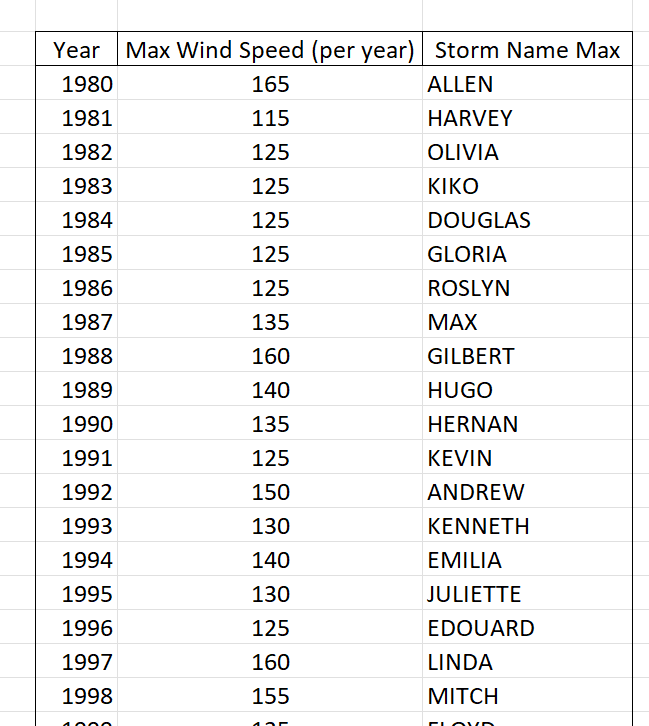 Year Max Wind Speed (per year) Storm Name Max
1980 165 ALLEN
1981 115 HARVEY
1982 125 OLIVIA
1983 125 KIKO
1984 125 DOUGLAS
1985 125 GLORIA
1986 125 ROSLYN
1987 135 MAX
1988 160 GILBERT
1989 140 HUGO
1990 135 HERNAN
1991 125 KEVIN
1992 150 ANDREW
1993 130 KENNETH
1994 140 EMILIA
1995 130 JULIETTE
1996 125 EDOUARD
1997 160 LINDA
1998 155 MITCH